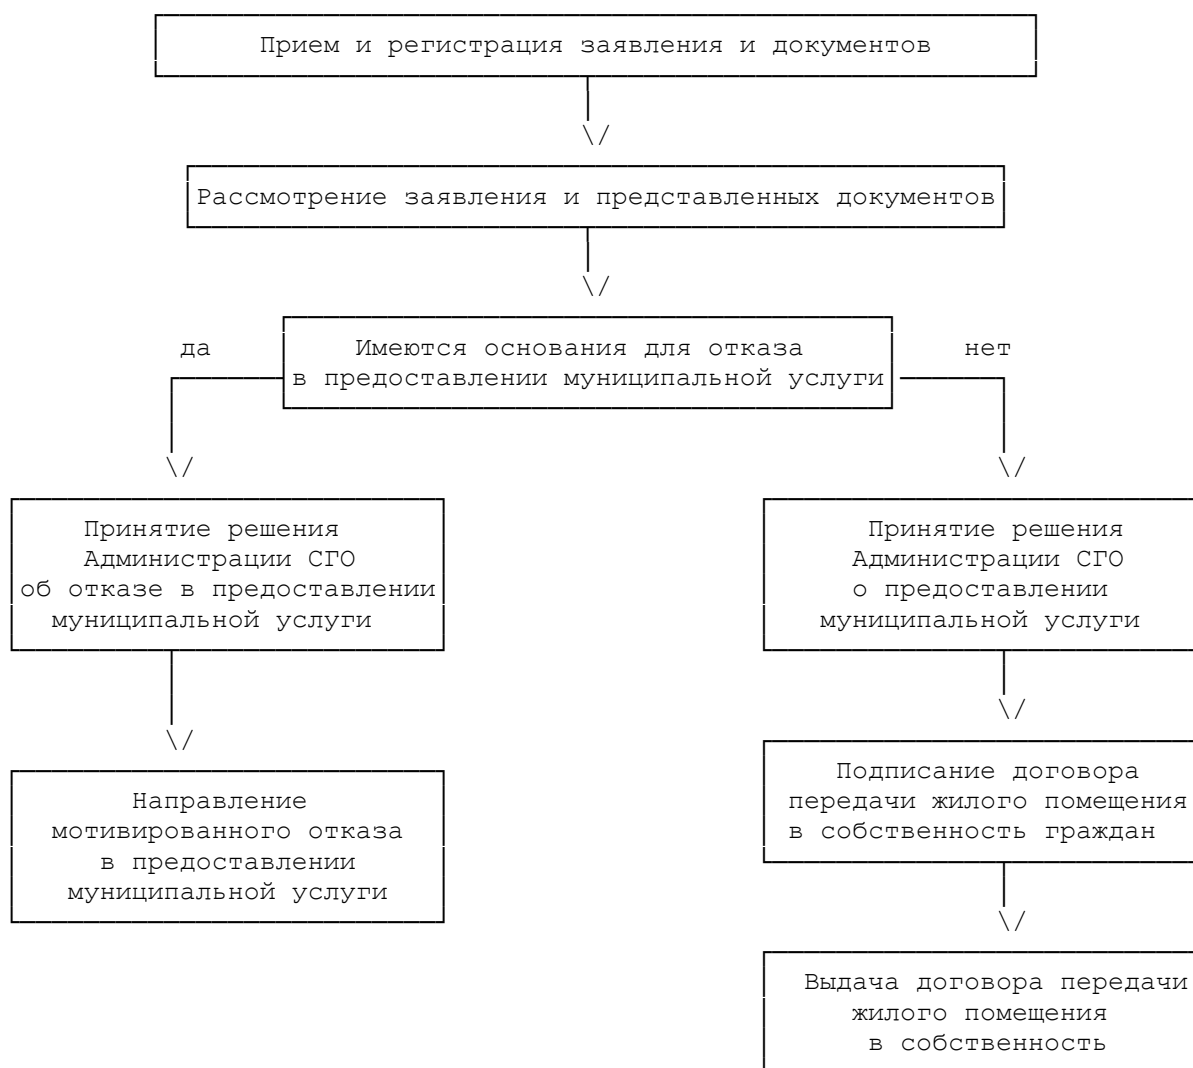 Прием и регистрация заявления и документов
\/
Рассмотрение заявления и представленных документов
\/
да
Имеются основания для отказа
нет
в предоставлении муниципальной услуги
\/
\/
Принятие решения
Администрации СГО
об отказе в предоставлении
муниципальной услуги
Принятие решения
Администрации СГО
о предоставлении
муниципальной услуги
\/
\/
Направление
мотивированного отказа
в предоставлении
муниципальной услуги
Подписание договора
передачи жилого помещения
в собственность граждан
\/
Выдача договора передачи
жилого помещения
в собственность